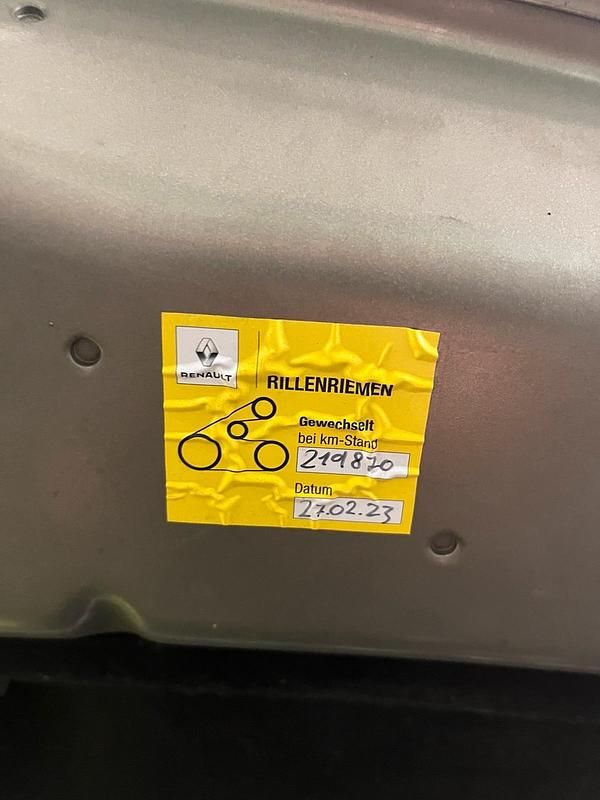 RENAULT
RILLENRIEMEN
Gewechselt
bei km-Stand
219870
Datum
27.02.23